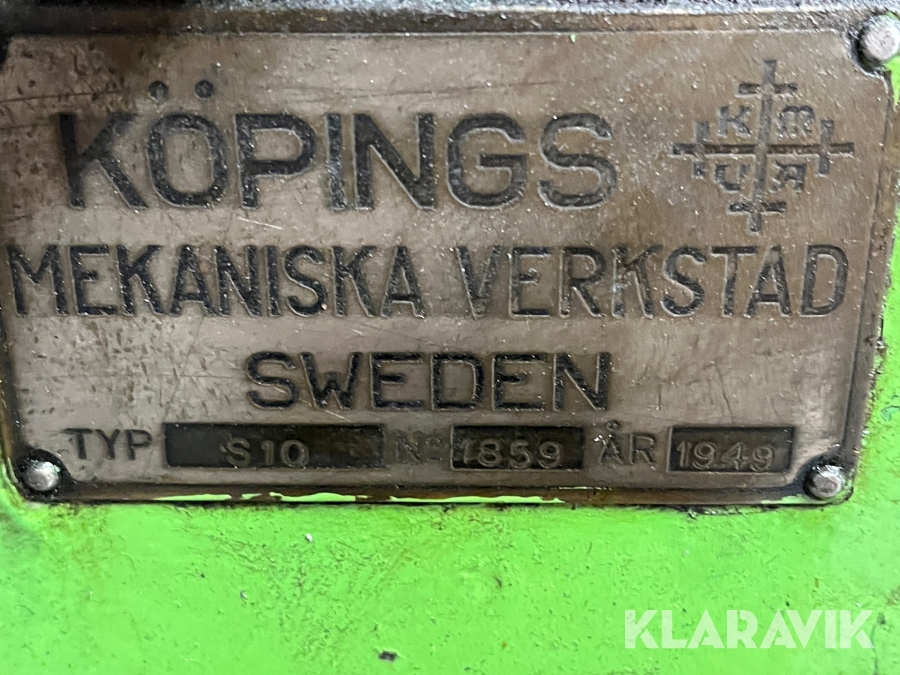 KÖPINGS
K M
V A
MEKANISKA VERKSTAD
SWEDEN
TYP S10 No 1859 ÅR 1949
KLARAVIK